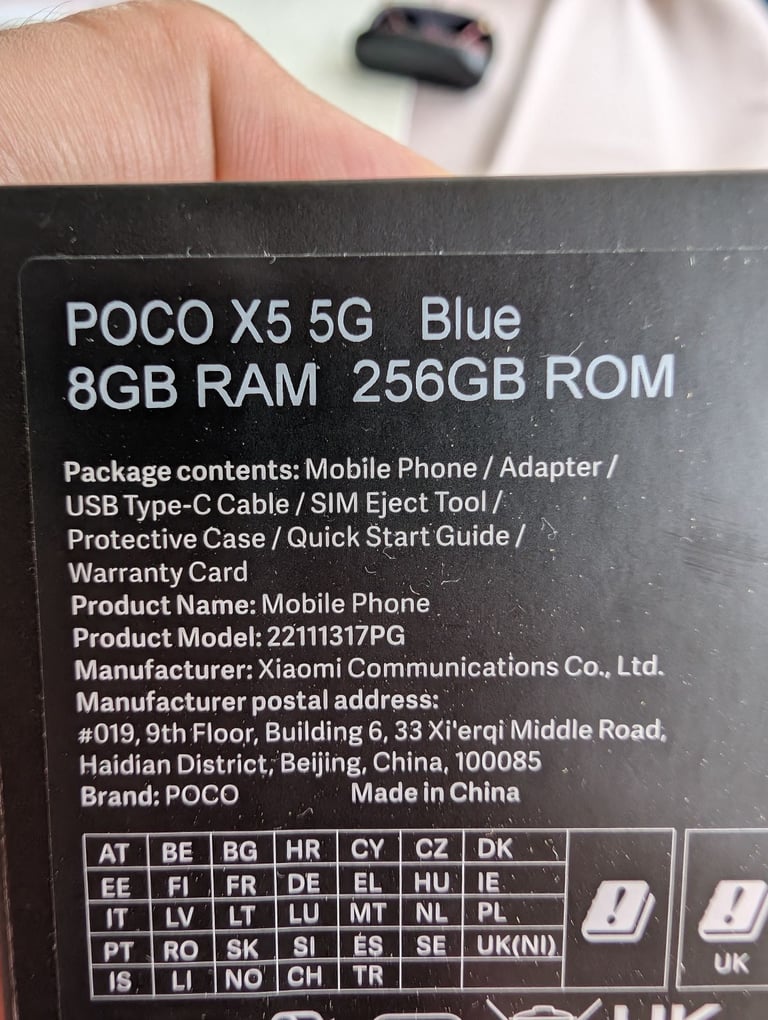 POCO X5 5G Blue
8GB RAM 256GB ROM
Package contents: Mobile Phone / Adapter /
USB Type-C Cable / SIM Eject Tool /
Protective Case / Quick Start Guide /
Warranty Card
Product Name: Mobile Phone
Product Model: 22111317PG
Manufacturer: Xiaomi Communications Co., Ltd.
Manufacturer postal address:
#019, 9th Floor, Building 6, 33 Xi'erqi Middle Road,
Haidian District, Beijing, China, 100085
Brand: POCO Made in China
AT BE BG HR CY CZ DK
EE FI FR DE EL HU IE
IT LV LT LU MT NL PL
PT RO SK SI ES SE UK(NI)
IS LI NO CH TR
UK